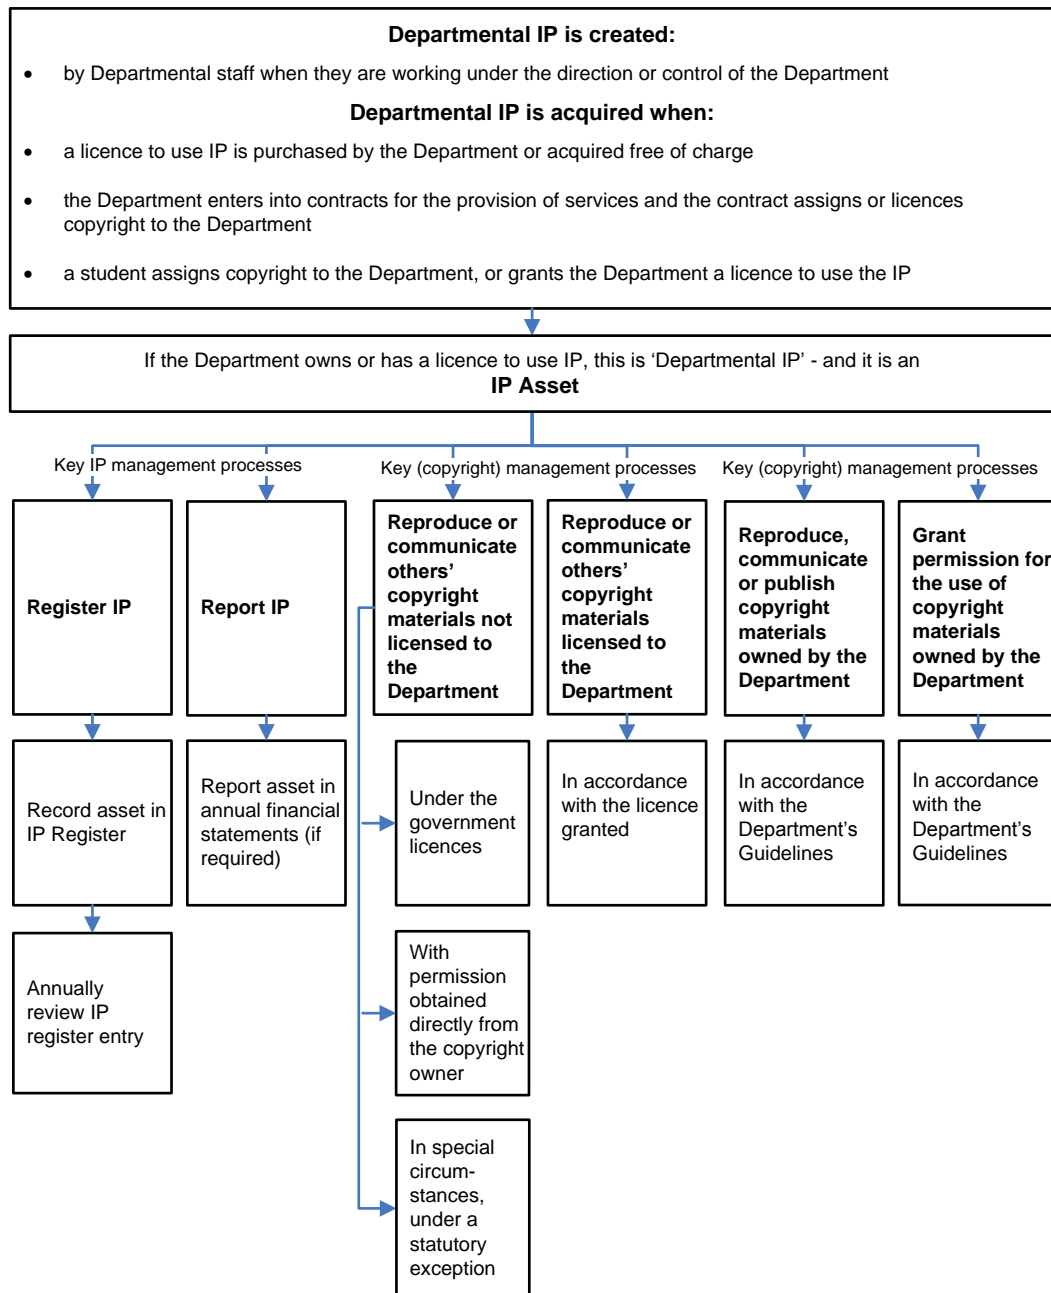 Departmental IP is created:
• by Departmental staff when they are working under the direction or control of the Department
Departmental IP is acquired when:
• a licence to use IP is purchased by the Department or acquired free of charge
• the Department enters into contracts for the provision of services and the contract assigns or licences
copyright to the Department
• a student assigns copyright to the Department, or grants the Department a licence to use the IP
If the Department owns or has a licence to use IP, this is ‘Departmental IP’ - and it is an
IP Asset
Key IP management processes
Key (copyright) management processes
Key (copyright) management processes
Register IP
Report IP
Reproduce or
communicate
others’
copyright
materials not
licensed to
the
Department
Reproduce or
communicate
others’
copyright
materials
licensed to
the
Department
Reproduce,
communicate
or publish
copyright
materials
owned by the
Department
Grant
permission for
the use of
copyright
materials
owned by the
Department
Record asset in
IP Register
Report asset in
annual financial
statements (if
required)
Under the
government
licences
In accordance
with the licence
granted
In accordance
with the
Department’s
Guidelines
In accordance
with the
Department’s
Guidelines
Annually
review IP
register entry
With
permission
obtained
directly from
the copyright
owner
In special
circum-
stances,
under a
statutory
exception